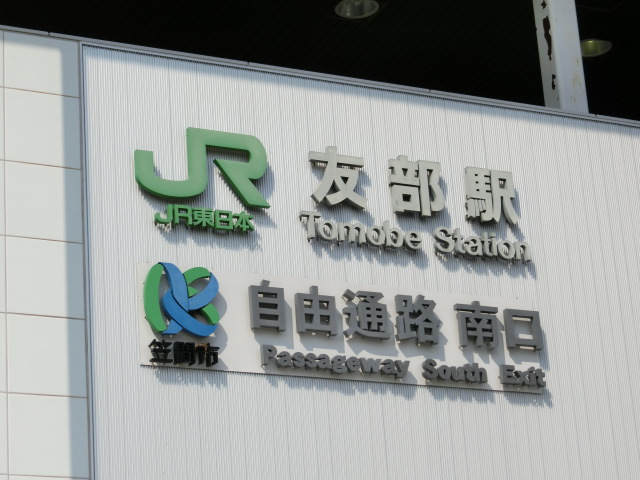 JR
JR東日本
友部駅
Tomobe Station
笠間市
自由通路 南口
Passageway South Exit